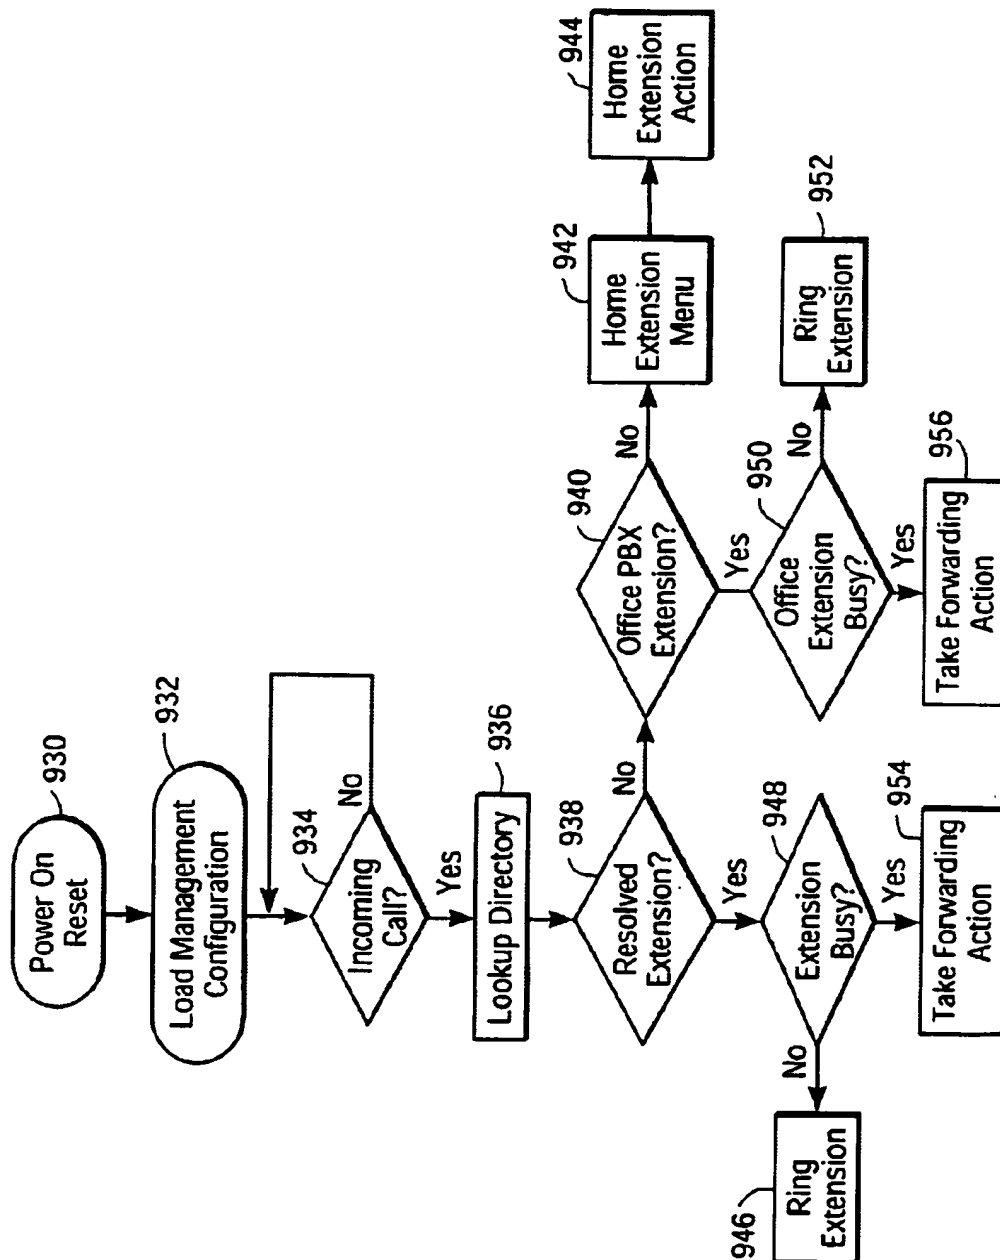 Power On
Reset
930
Load Management
Configuration
932
Incoming
Call?
934
No
Yes
Lookup Directory
936
Resolved
Extension?
938
No
Yes
Office PBX
Extension?
940
No
Yes
Home
Extension
Menu
942
Home
Extension
Action
944
Extension
Busy?
948
No
Yes
Ring
Extension
946
Office
Extension
Busy?
950
No
Yes
Ring
Extension
952
Take Forwarding
Action
954
Take Forwarding
Action
956